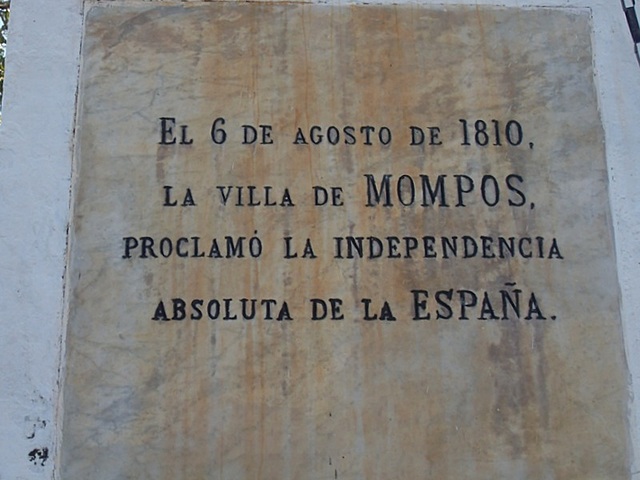 El 6 de agosto de 1810,
la villa de MOMPOS,
proclamó la independencia
absoluta de la ESPAÑA.